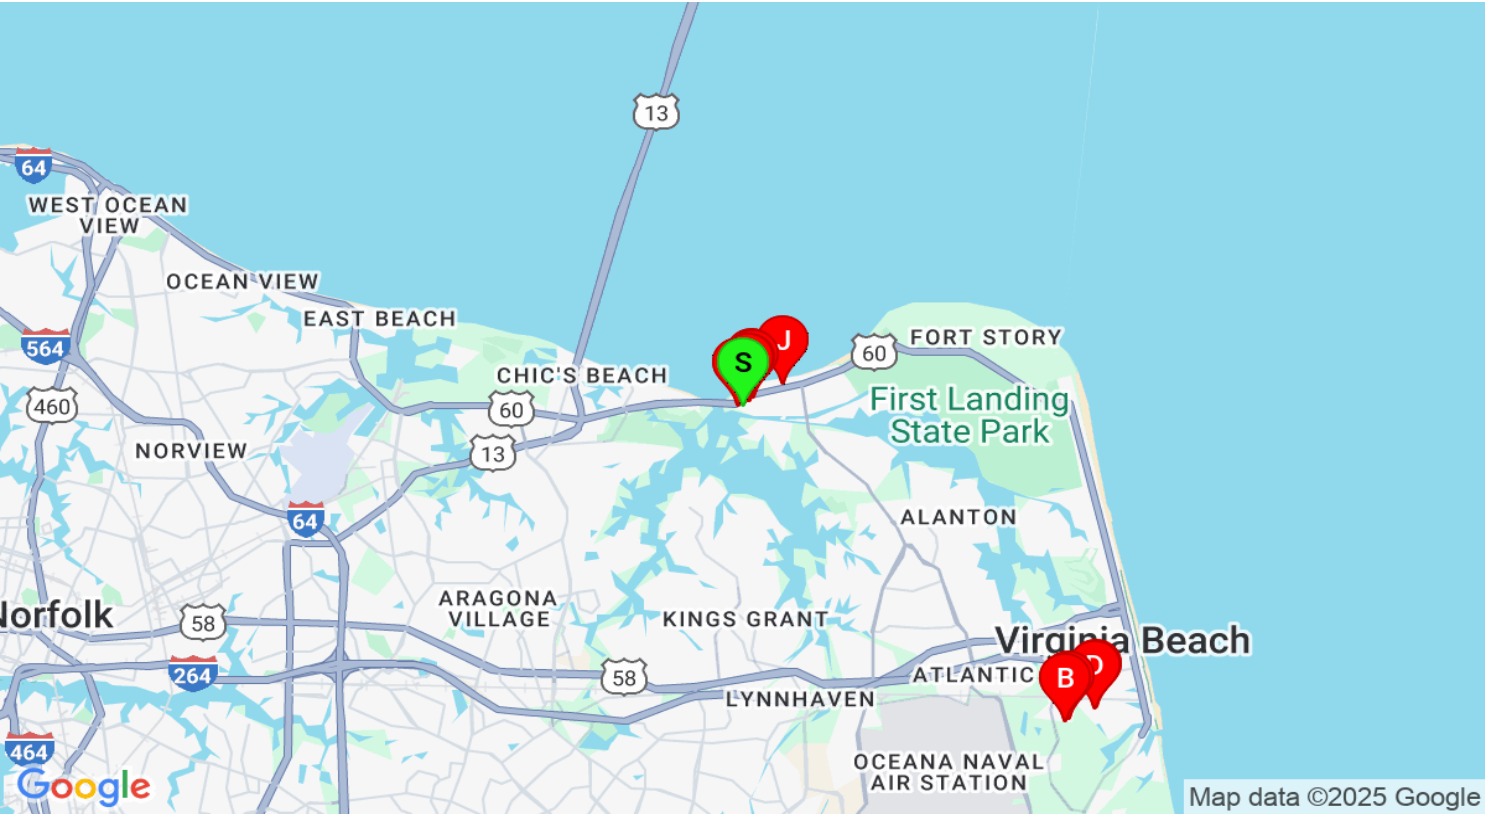 13
64
WEST OCEAN
VIEW
OCEAN VIEW
EAST BEACH
564
J
S
60
FORT STORY
CHIC'S BEACH
460
60
First Landing
State Park
NORVIEW
13
64
ALANTON
ARAGONA
VILLAGE
KINGS GRANT
Norfolk
58
Virginia Beach
264
58
ATLANTIC
B
D
LYNNHAVEN
464
OCEANA NAVAL
AIR STATION
Google
Map data ©2025 Google